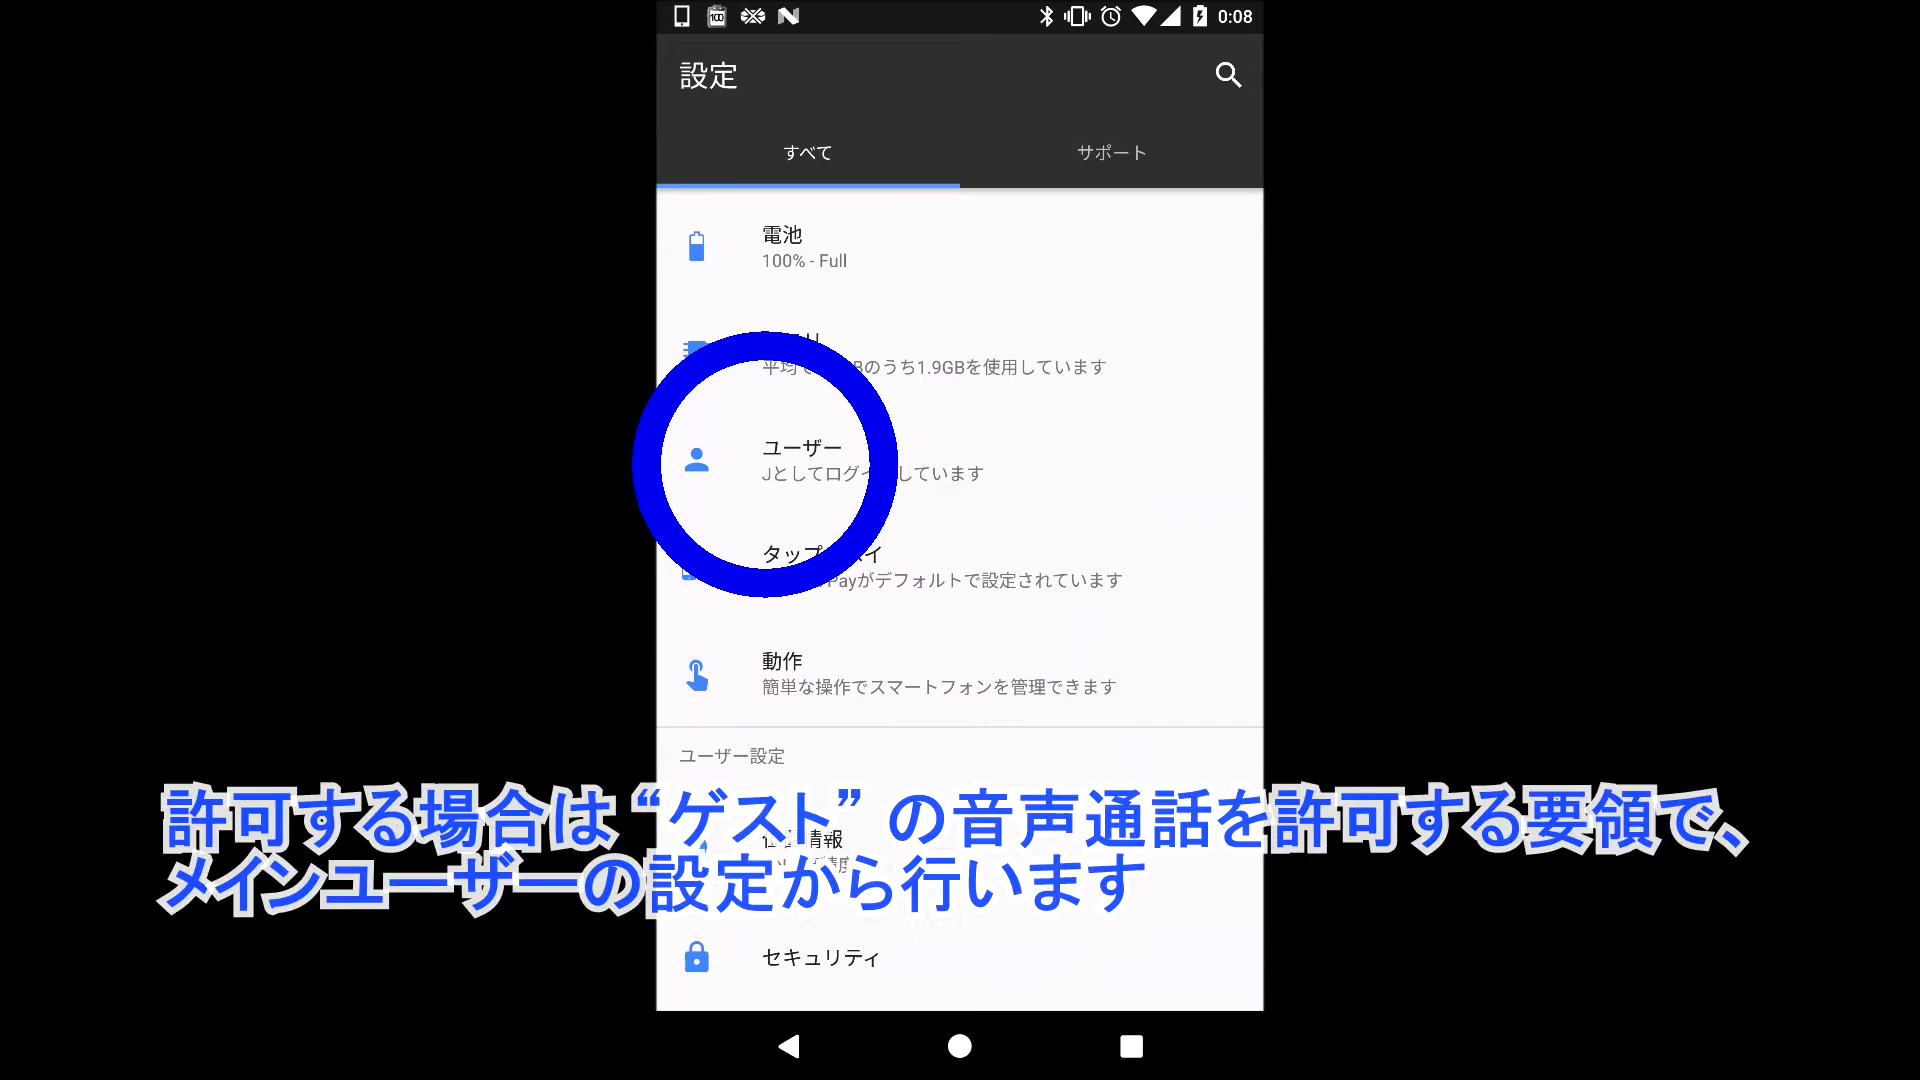 100
0:08
設定
すべて
サポート
電池
100% - Full
平均で
Bのうち1.9GBを使用しています
ユーザー
Jとしてログイ
しています
タップ
イ
Payがデフォルトで設定されています
動作
簡単な操作でスマートフォンを管理できます
ユーザー設定
許可する場合は “ゲスト” の音声通話を許可する要領で、
情報
メインユーザーの設定から行います
セキュリティ